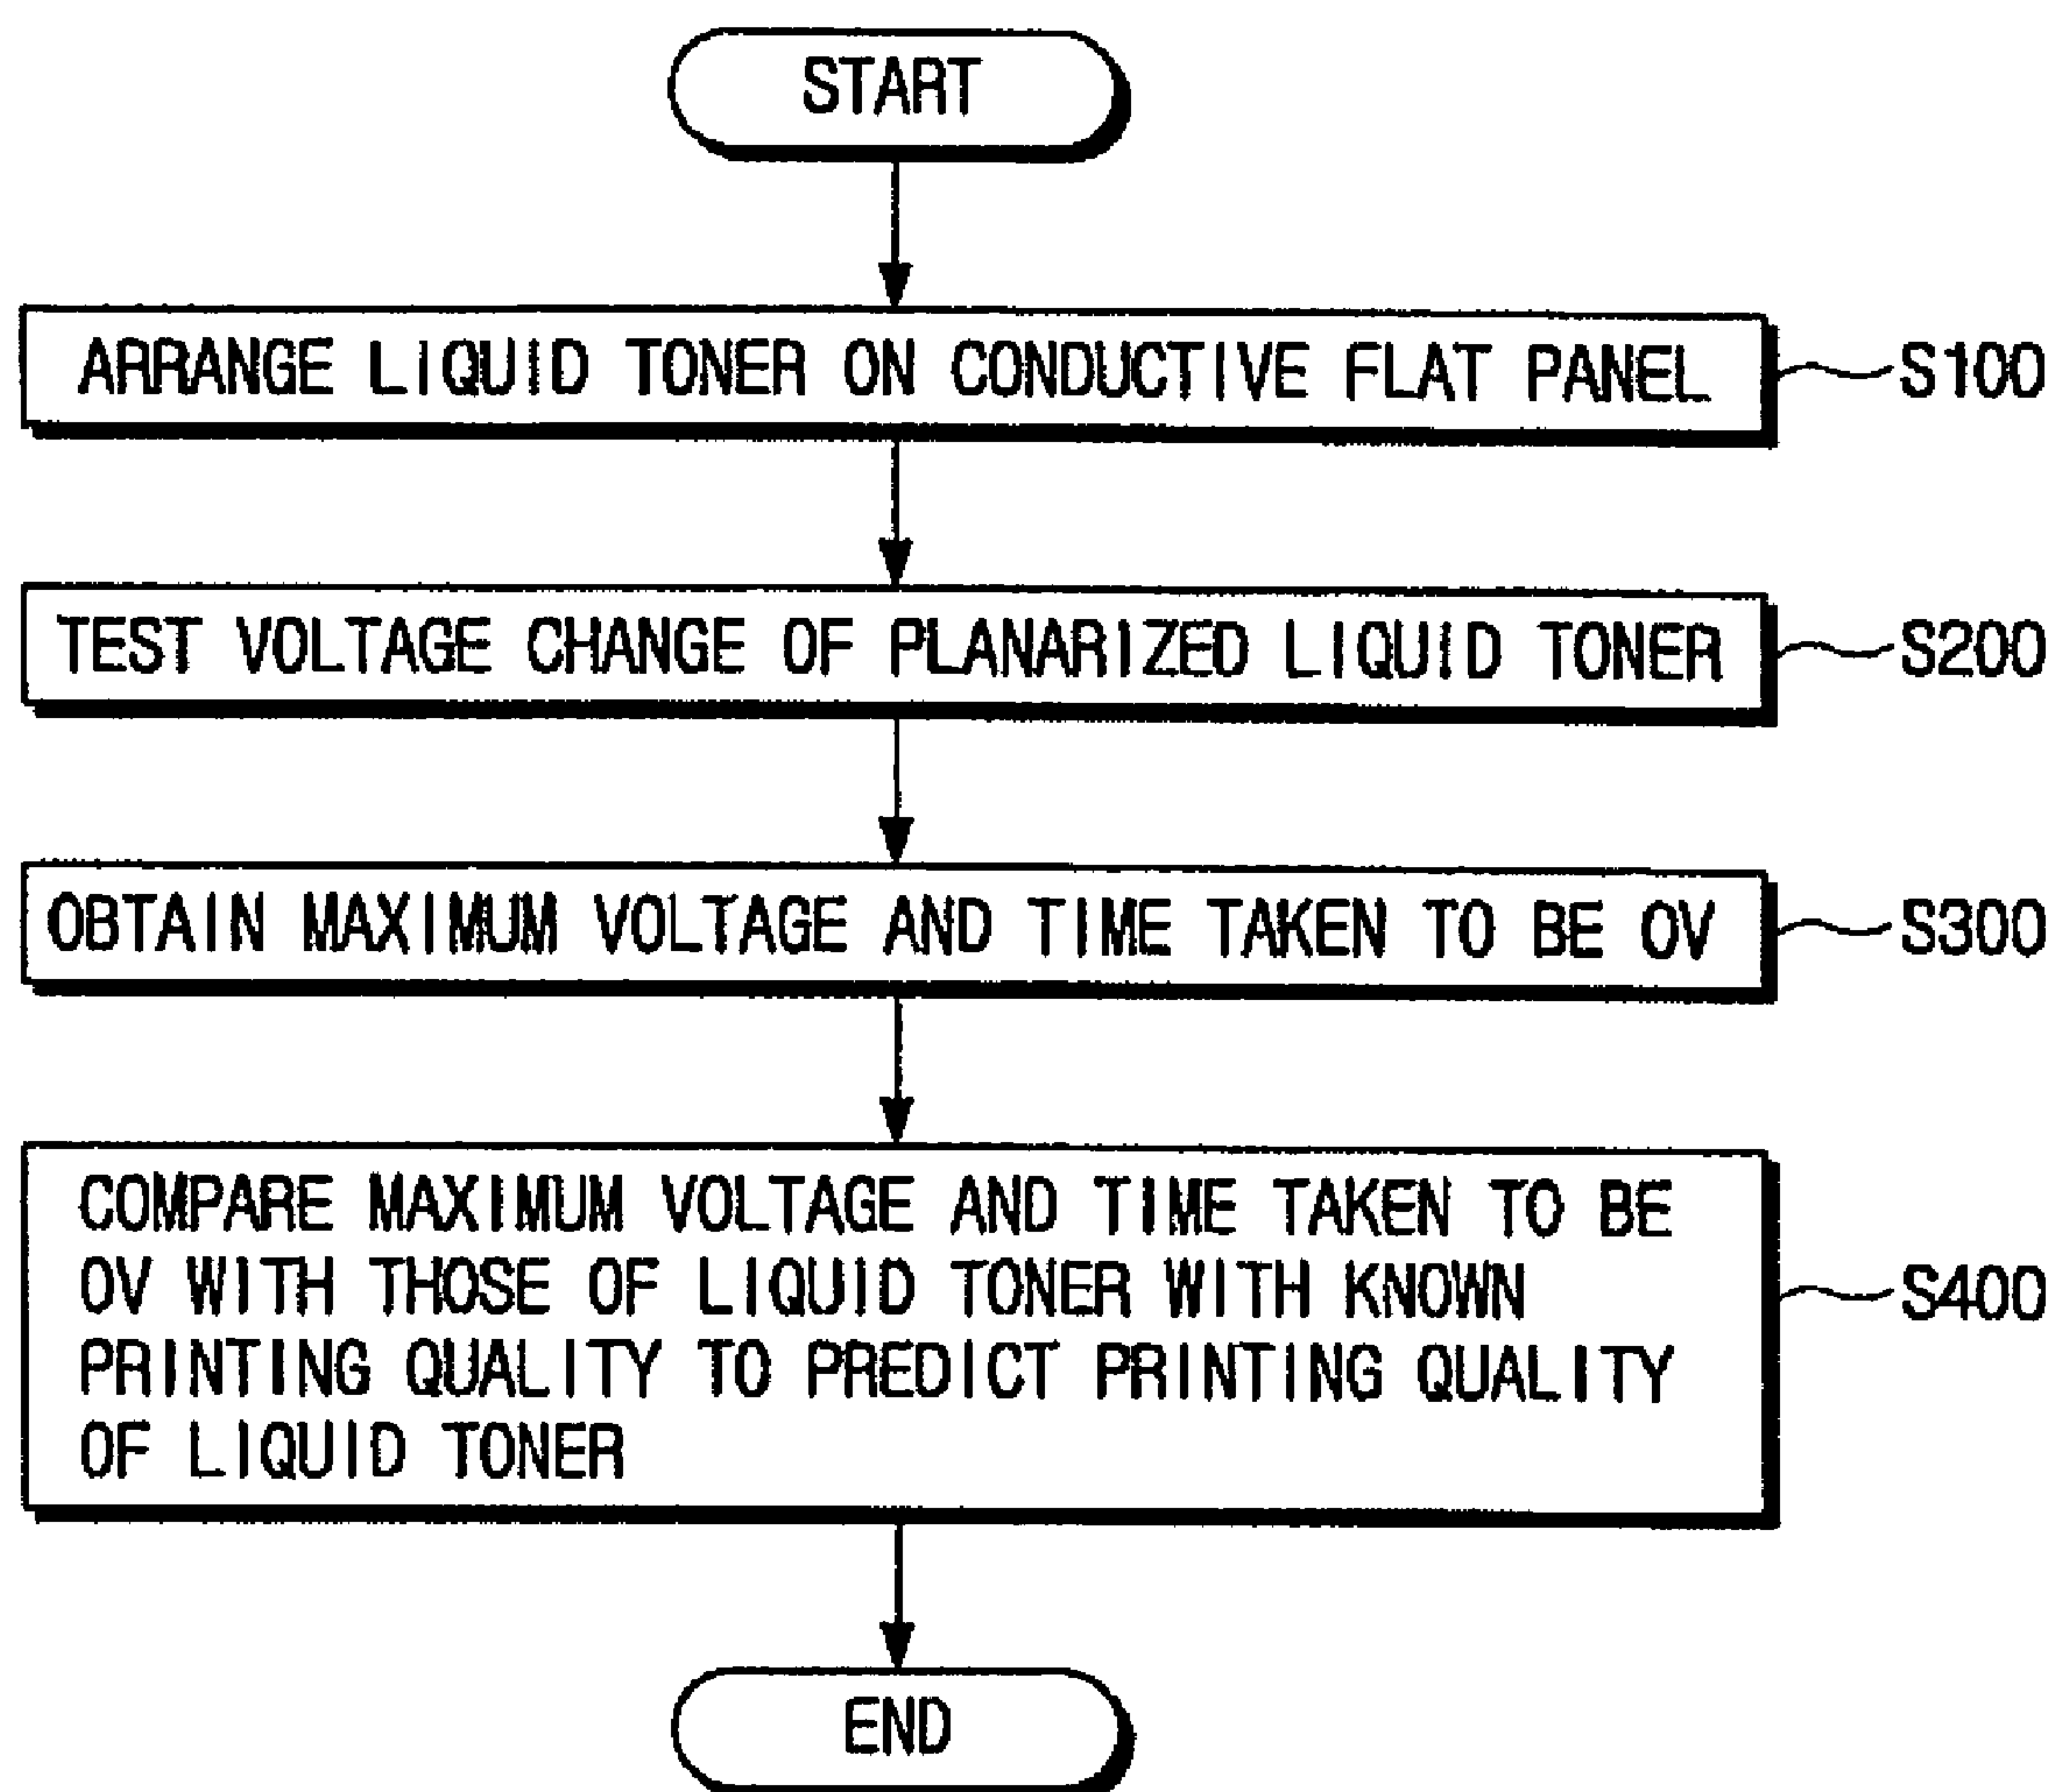 START
ARRANGE LIQUID TONER ON CONDUCTIVE FLAT PANEL
S100
TEST VOLTAGE CHANGE OF PLANARIZED LIQUID TONER
S200
OBTAIN MAXIMUM VOLTAGE AND TIME TAKEN TO BE 0V
S300
COMPARE MAXIMUM VOLTAGE AND TIME TAKEN TO BE
0V WITH THOSE OF LIQUID TONER WITH KNOWN
PRINTING QUALITY TO PREDICT PRINTING QUALITY
OF LIQUID TONER
S400
END